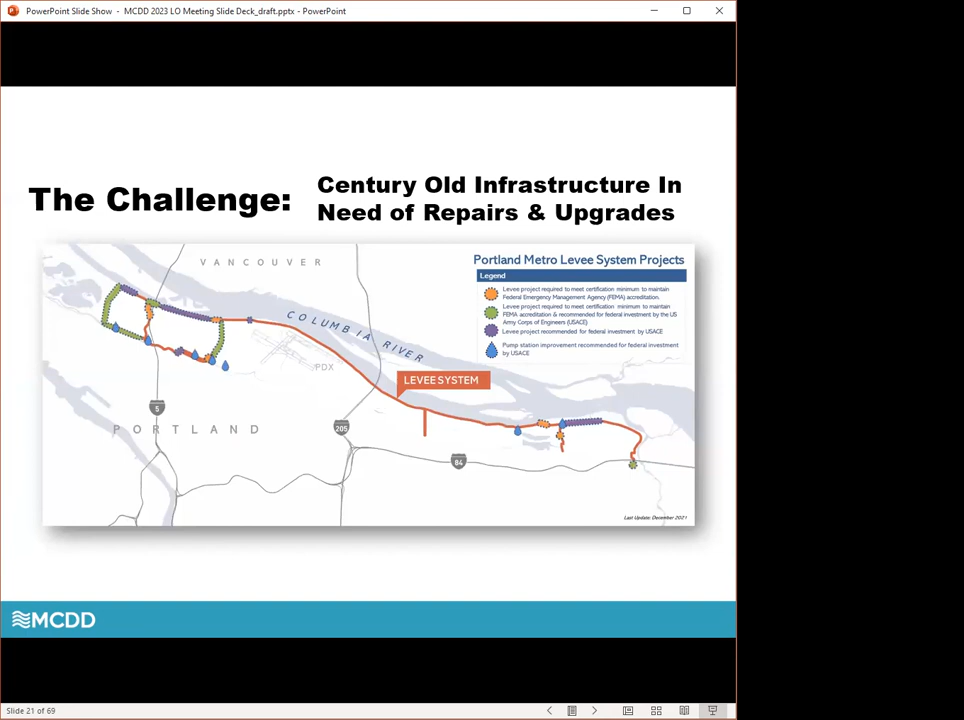 PowerPoint Slide Show - MCDD 2023 LO Meeting Slide Deck_draft.pptx - PowerPoint
The Challenge:
Century Old Infrastructure In
Need of Repairs & Upgrades
Portland Metro Levee System Projects
Legend
Levee project required to meet certification minimum to maintain
Federal Emergency Management Agency (FEMA) accreditation.
Levee project required to meet certification minimum to maintain
FEMA accreditation & recommended for federal investment by the US
Army Corps of Engineers (USACE)
Levee project recommended for federal investment by USACE
Pump station improvement recommended for federal investment
by USACE
VANCOUVER
COLUMBIA RIVER
PDX
LEVEE SYSTEM
5
PORTLAND
205
84
Last Update: December 2021
MCDD
Slide 21 of 69